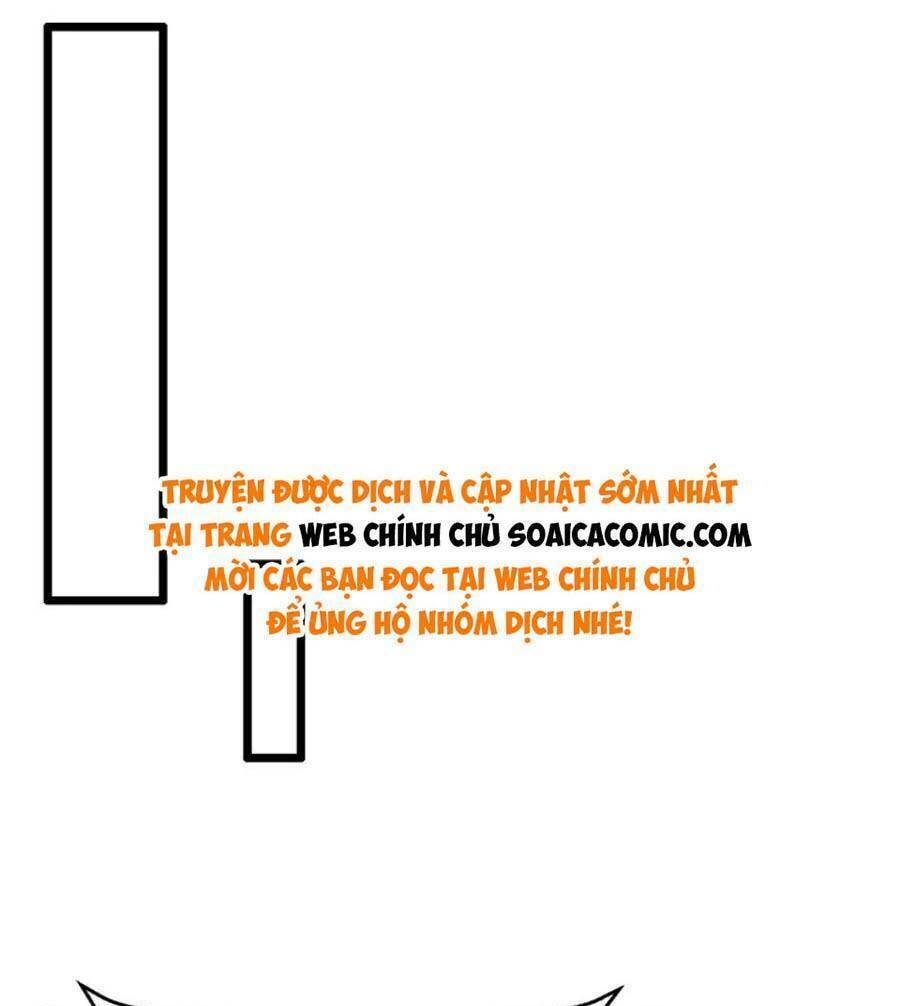 TRUYỆN ĐƯỢC DỊCH VÀ CẬP NHẬT SỚM NHẤT
TẠI TRANG WEB CHÍNH CHỦ SOAICACOMIC.COM
MỜI CÁC BẠN ĐỌC TẠI WEB CHÍNH CHỦ
ĐỂ ỦNG HỘ NHÓM DỊCH NHÉ!